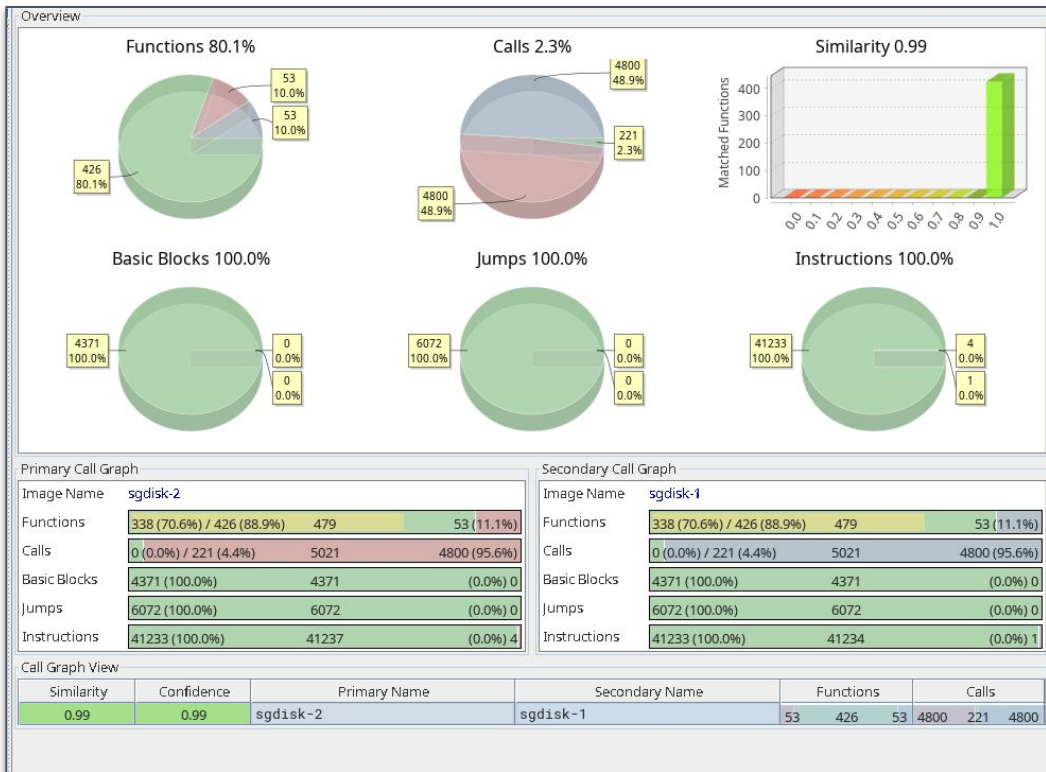 Overview
Functions 80.1%
53
10.0%
53
10.0%
426
80.1%
Calls 2.3%
4800
48.9%
221
2.3%
4800
48.9%
Similarity 0.99
Matched Functions
400
300
200
100
0
0.0 0.1 0.2 0.3 0.4 0.5 0.6 0.7 0.8 0.9 1.0
Basic Blocks 100.0%
4371
100.0%
0
0.0%
0
0.0%
Jumps 100.0%
6072
100.0%
0
0.0%
0
0.0%
Instructions 100.0%
41233
100.0%
4
0.0%
1
0.0%
Primary Call Graph
Image Name sgdisk-2
Functions 338 (70.6%) / 426 (88.9%) 479 53 (11.1%)
Calls 0 (0.0%) / 221 (4.4%) 5021 4800 (95.6%)
Basic Blocks 4371 (100.0%) 4371 (0.0%) 0
Jumps 6072 (100.0%) 6072 (0.0%) 0
Instructions 41233 (100.0%) 41237 (0.0%) 4
Secondary Call Graph
Image Name sgdisk-1
Functions 338 (70.6%) / 426 (88.9%) 479 53 (11.1%)
Calls 0 (0.0%) / 221 (4.4%) 5021 4800 (95.6%)
Basic Blocks 4371 (100.0%) 4371 (0.0%) 0
Jumps 6072 (100.0%) 6072 (0.0%) 0
Instructions 41233 (100.0%) 41234 (0.0%) 1
Call Graph View
Similarity Confidence Primary Name Secondary Name Functions Calls
0.99 0.99 sgdisk-2 sgdisk-1 53 426 53 4800 221 4800